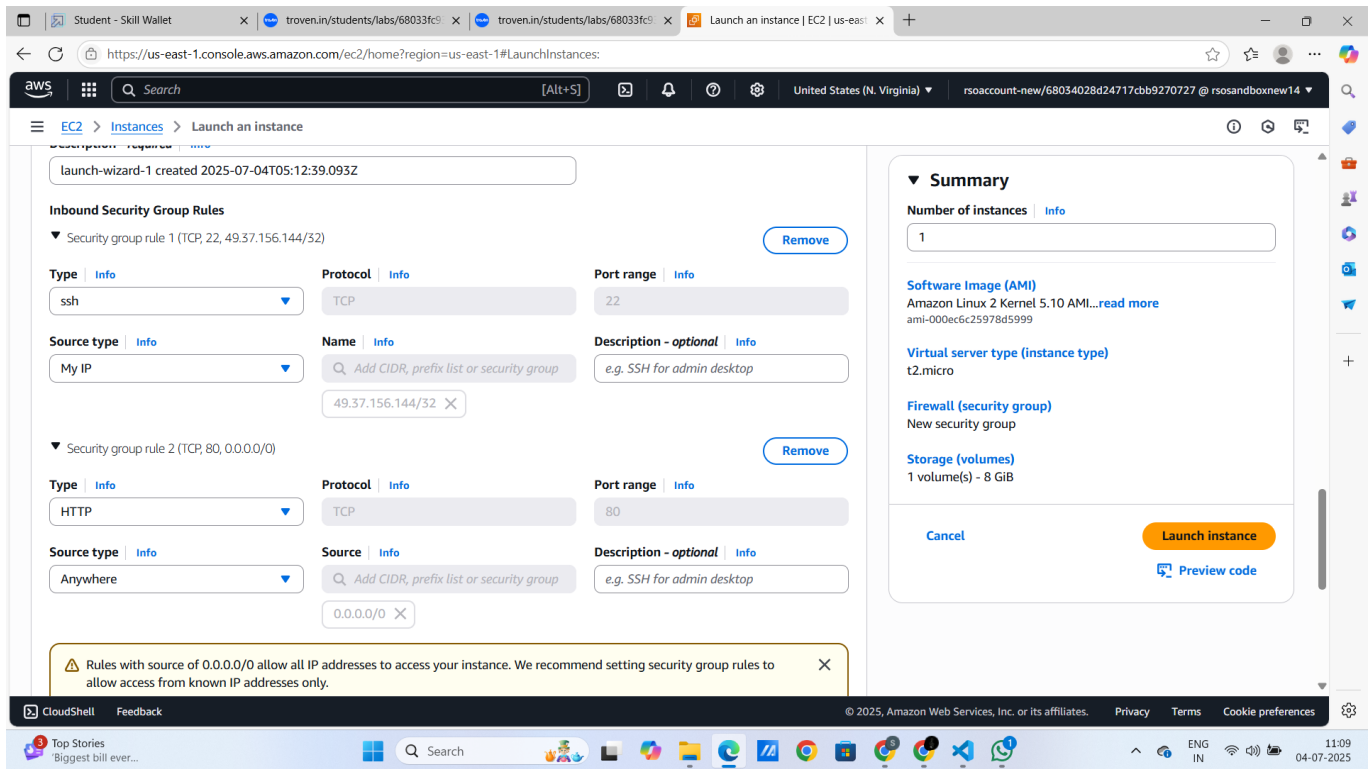 Student - Skill Wallet
troven.in/students/labs/68033fc9
troven.in/students/labs/68033fc9
Launch an instance | EC2 | us-east
https://us-east-1.console.aws.amazon.com/ec2/home?region=us-east-1#LaunchInstances:
aws
Search
[Alt+S]
United States (N. Virginia)
rsoaccount-new/68034028d24717cbb9270727 @ rsosandboxnew14
EC2 > Instances > Launch an instance
Description - required Info
launch-wizard-1 created 2025-07-04T05:12:39.093Z
Inbound Security Group Rules
Security group rule 1 (TCP, 22, 49.37.156.144/32)
Remove
Type Info Protocol Info Port range Info
ssh TCP 22
Source type Info Name Info Description - optional Info
My IP Add CIDR, prefix list or security group e.g. SSH for admin desktop
49.37.156.144/32
Security group rule 2 (TCP, 80, 0.0.0.0/0)
Remove
Type Info Protocol Info Port range Info
HTTP TCP 80
Source type Info Source Info Description - optional Info
Anywhere Add CIDR, prefix list or security group e.g. SSH for admin desktop
0.0.0.0/0
Rules with source of 0.0.0.0/0 allow all IP addresses to access your instance. We recommend setting security group rules to
allow access from known IP addresses only.
Summary
Number of instances Info
1
Software Image (AMI)
Amazon Linux 2 Kernel 5.10 AMI...read more
ami-000ec6c25978d5999
Virtual server type (instance type)
t2.micro
Firewall (security group)
New security group
Storage (volumes)
1 volume(s) - 8 GiB
Cancel
Launch instance
Preview code
CloudShell Feedback
© 2025, Amazon Web Services, Inc. or its affiliates. Privacy Terms Cookie preferences
3
Top Stories
'Biggest bill ever...
Search
1
ENG
IN
11:09
04-07-2025